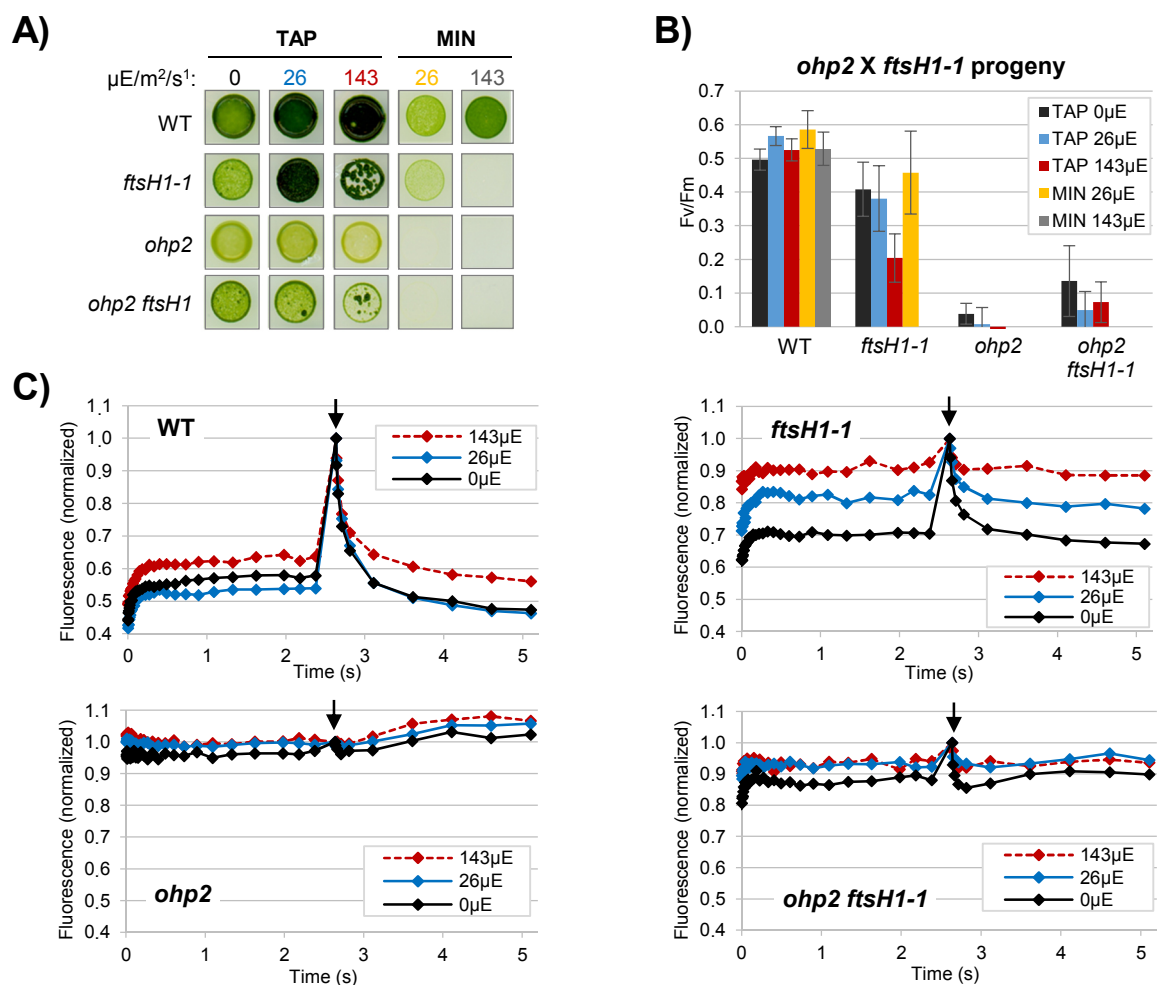 A)
TAP MIN
µE/m²/s¹: 0 26 143 26 143
WT
ftsH1-1
ohp2
ohp2 ftsH1
B)
ohp2 X ftsH1-1 progeny
Fv/Fm
0.7
0.6
0.5
0.4
0.3
0.2
0.1
0.0
TAP 0µE
TAP 26µE
TAP 143µE
MIN 26µE
MIN 143µE
WT ftsH1-1 ohp2 ohp2
ftsH1-1
C)
WT
Fluorescence (normalized)
1.1
1.0
0.9
0.8
0.7
0.6
0.5
0.4
143µE
26µE
0µE
0 1 2 3 4 5
Time (s)
ftsH1-1
Fluorescence (normalized)
1.1
1.0
0.9
0.8
0.7
0.6
0.5
0.4
143µE
26µE
0µE
0 1 2 3 4 5
Time (s)
Fluorescence (normalized)
1.1
1.0
0.9
0.8
0.7
0.6
0.5
0.4
143µE
26µE
0µE
ohp2
0 1 2 3 4 5
Time (s)
Fluorescence (normalized)
1.1
1.0
0.9
0.8
0.7
0.6
0.5
0.4
143µE
26µE
0µE
ohp2 ftsH1-1
0 1 2 3 4 5
Time (s)